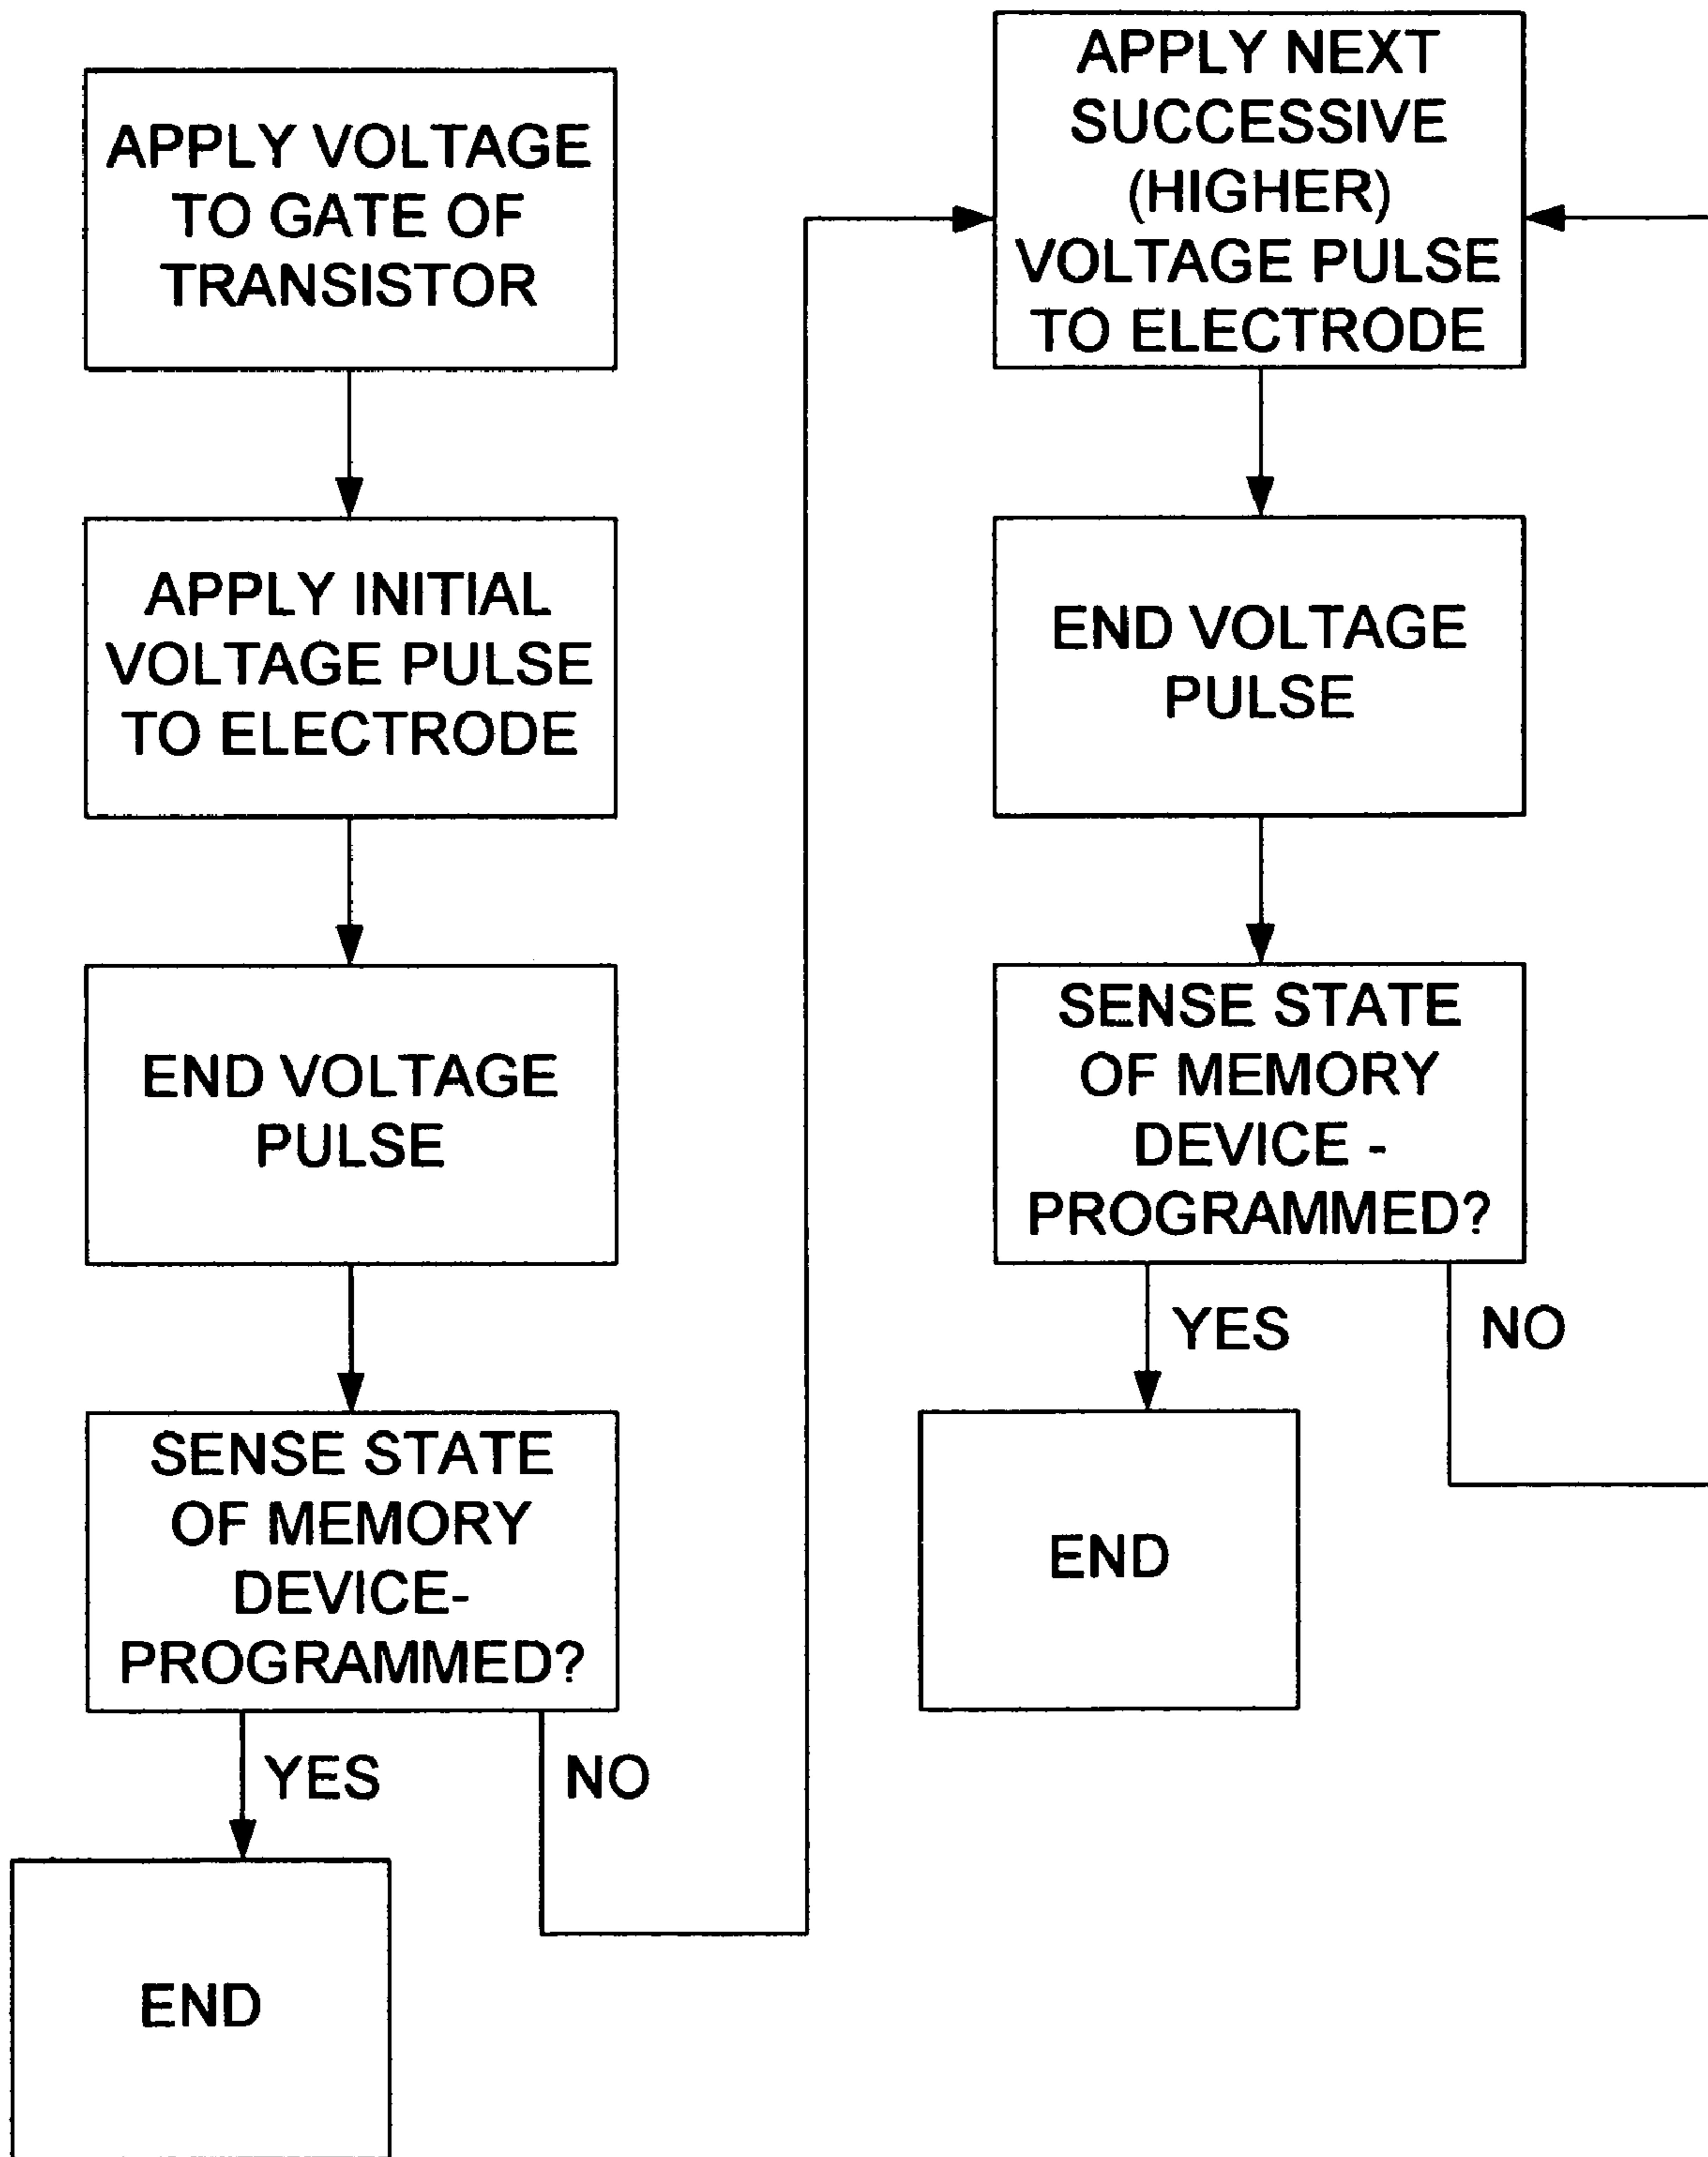 APPLY VOLTAGE
TO GATE OF
TRANSISTOR
APPLY INITIAL
VOLTAGE PULSE
TO ELECTRODE
END VOLTAGE
PULSE
SENSE STATE
OF MEMORY
DEVICE-
PROGRAMMED?
YES
NO
END
APPLY NEXT
SUCCESSIVE
(HIGHER)
VOLTAGE PULSE
TO ELECTRODE
END VOLTAGE
PULSE
SENSE STATE
OF MEMORY
DEVICE -
PROGRAMMED?
YES
NO
END